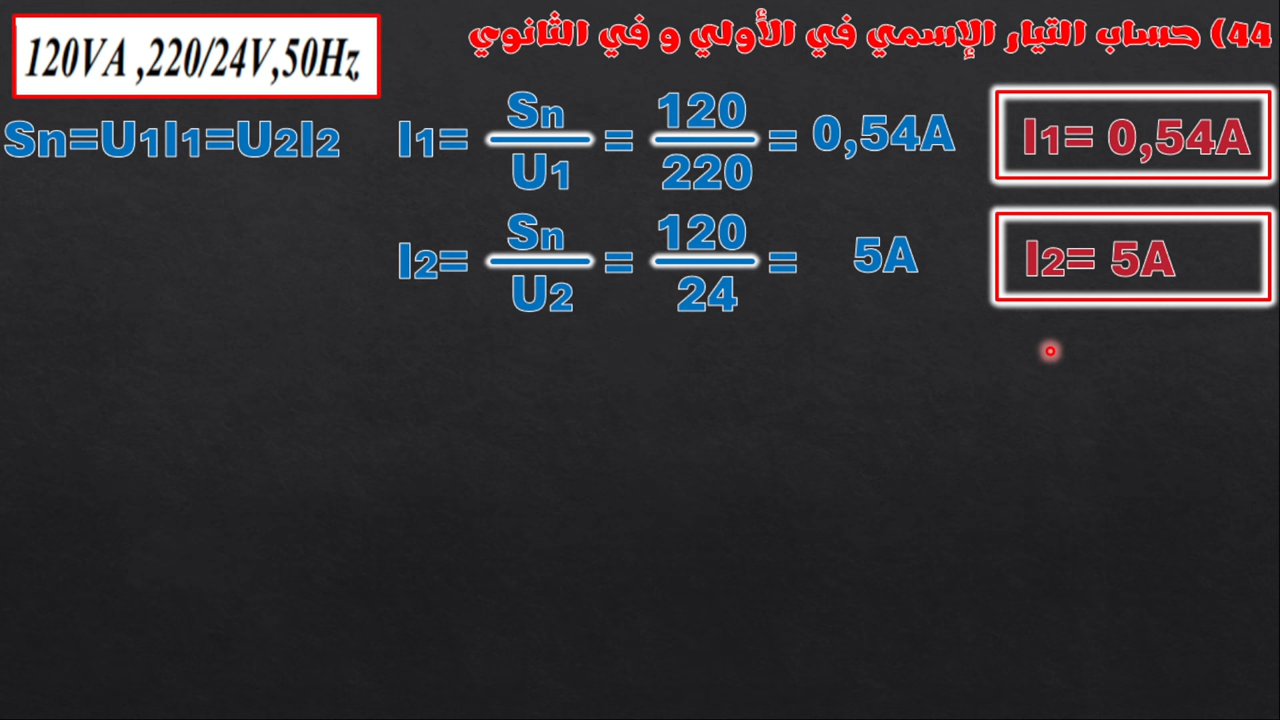 44) حساب التيار الإسمي في الأولي و في الثانوي
120VA ,220/24V,50Hz
Sn=U1I1=U2I2
I1= Sn/U1 = 120/220 = 0,54A
I1= 0,54A
I2= Sn/U2 = 120/24 = 5A
I2= 5A